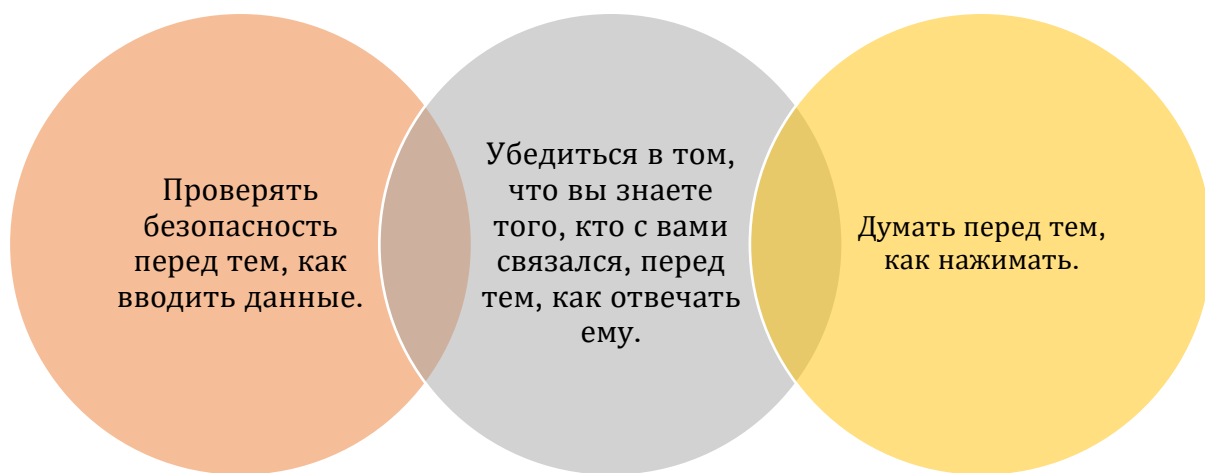 Проверять
безопасность
перед тем, как
вводить данные.
Убедиться в том,
что вы знаете
того, кто с вами
связался, перед
тем, как отвечать
ему.
Думать перед тем,
как нажимать.